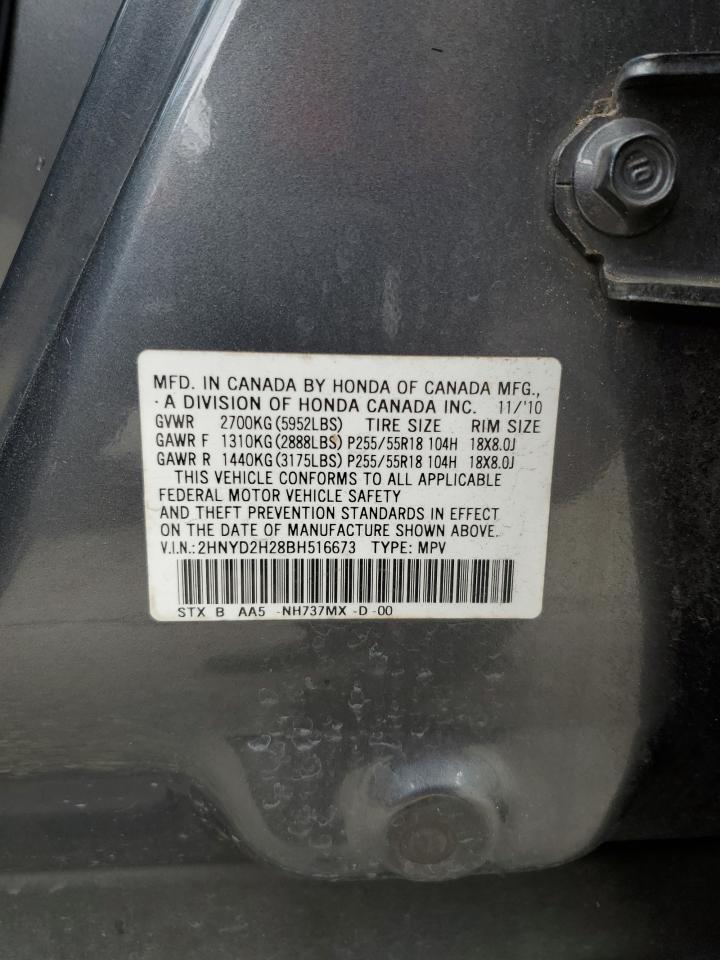 MFD. IN CANADA BY HONDA OF CANADA MFG.,
A DIVISION OF HONDA CANADA INC. 11/'10
GVWR 2700KG(5952LBS) TIRE SIZE RIM SIZE
GAWR F 1310KG(2888LBS) P255/55R18 104H 18X8.0J
GAWR R 1440KG(3175LBS) P255/55R18 104H 18X8.0J
THIS VEHICLE CONFORMS TO ALL APPLICABLE
FEDERAL MOTOR VEHICLE SAFETY
AND THEFT PREVENTION STANDARDS IN EFFECT
ON THE DATE OF MANUFACTURE SHOWN ABOVE.
V.I.N.:2HNYD2H28BH516673 TYPE: MPV
STX B AA5 -NH737MX -D-00